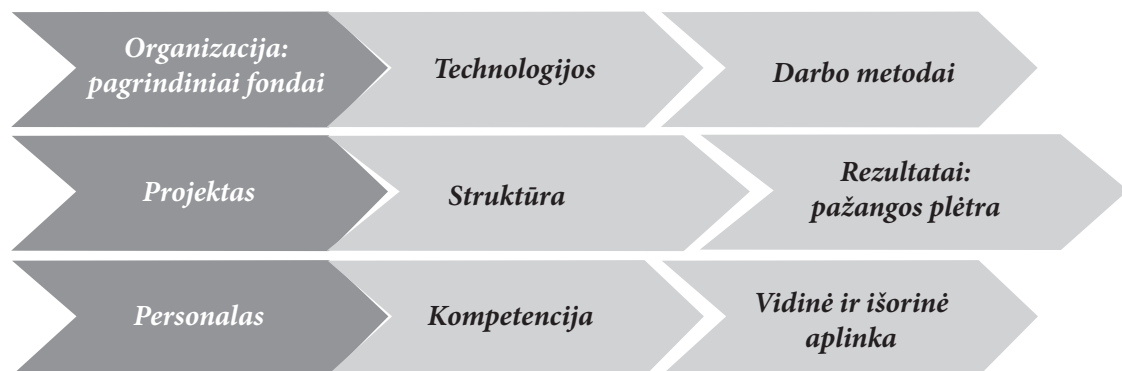 Organizacija:
pagrindiniai fondai
Technologijos
Darbo metodai
Projektas
Struktūra
Rezultatai:
pažangos plėtra
Personalas
Kompetencija
Vidinė ir išorinė
aplinka